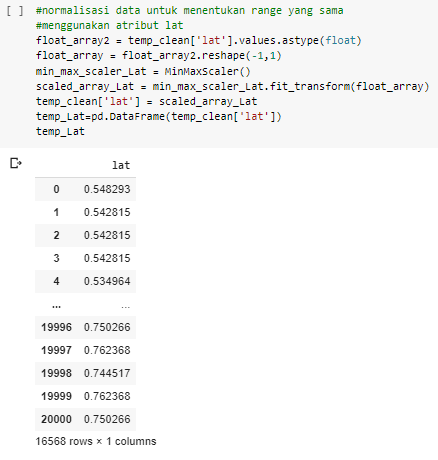 [ ] #normalisasi data untuk menentukan range yang sama
#menggunakan atribut lat
float_array2 = temp_clean['lat'].values.astype(float)
float_array = float_array2.reshape(-1,1)
min_max_scaler_Lat = MinMaxScaler()
scaled_array_Lat = min_max_scaler_Lat.fit_transform(float_array)
temp_clean['lat'] = scaled_array_Lat
temp_Lat=pd.DataFrame(temp_clean['lat'])
temp_Lat
lat
0 0.548293
1 0.542815
2 0.542815
3 0.542815
4 0.534964
... ...
19996 0.750266
19997 0.762368
19998 0.744517
19999 0.762368
20000 0.750266
16568 rows × 1 columns